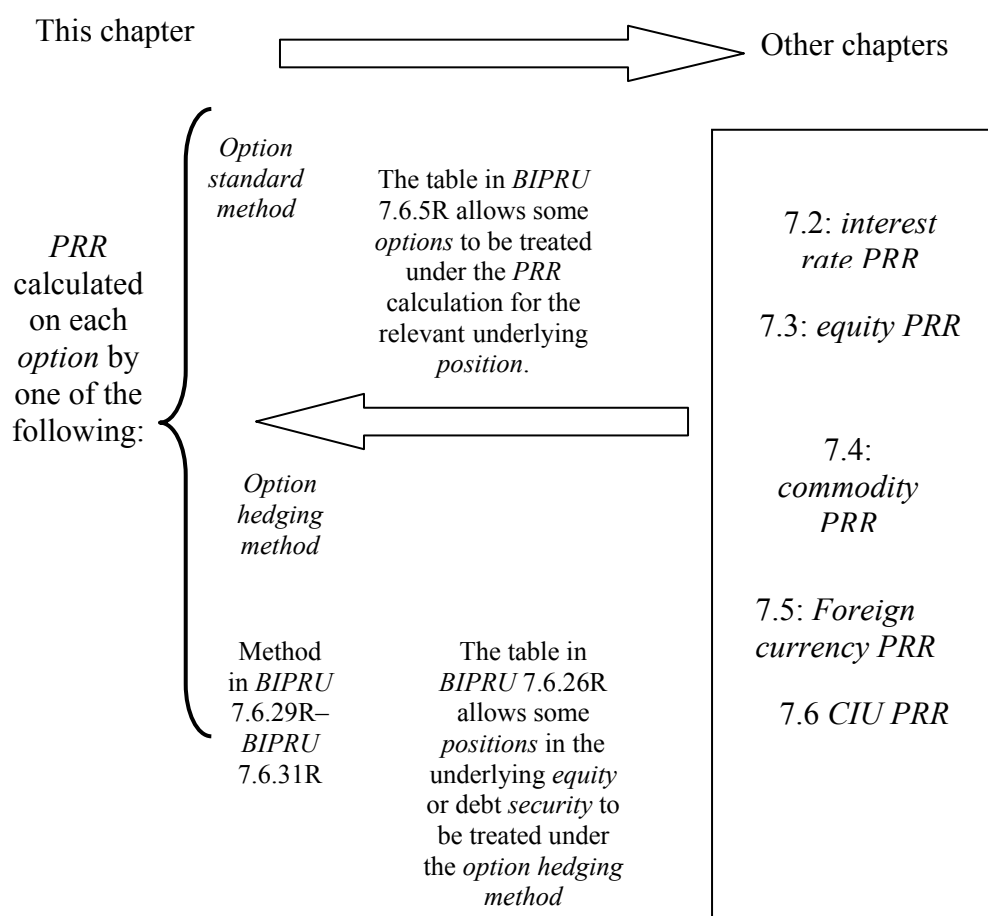 This chapter
Other chapters
PRR
calculated
on each
option by
one of the
following:
Option
standard
method
The table in BIPRU
7.6.5R allows some
options to be treated
under the PRR
calculation for the
relevant underlying
position.
Option
hedging
method
Method
in BIPRU
7.6.29R–
BIPRU
7.6.31R
The table in
BIPRU 7.6.26R
allows some
positions in the
underlying equity
or debt security to
be treated under
the option hedging
method
7.2: interest
rate PRR
7.3: equity PRR
7.4:
commodity
PRR
7.5: Foreign
currency PRR
7.6 CIU PRR